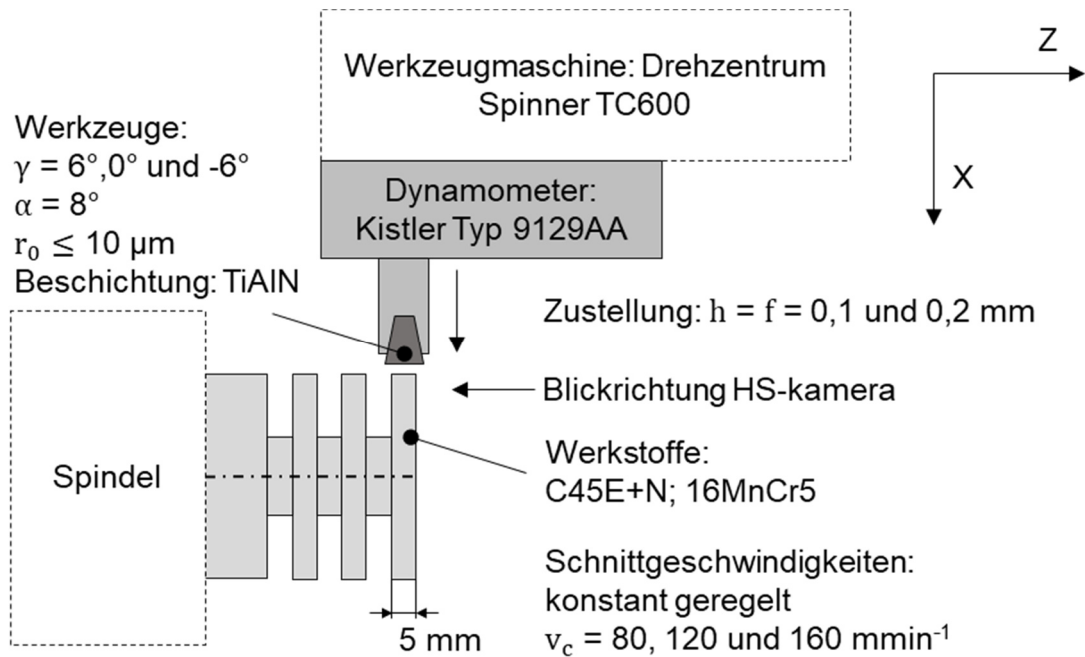 Werkzeugmaschine: Drehzentrum
Spinner TC600
Z
X
Werkzeuge:
γ = 6°,0° und -6°
α = 8°
r₀ ≤ 10 µm
Beschichtung: TiAlN
Dynamometer:
Kistler Typ 9129AA
Zustellung: h = f = 0,1 und 0,2 mm
Blickrichtung HS-kamera
Spindel
Werkstoffe:
C45E+N; 16MnCr5
Schnittgeschwindigkeiten:
konstant geregelt
v꜀ = 80, 120 und 160 mmin⁻¹
5 mm